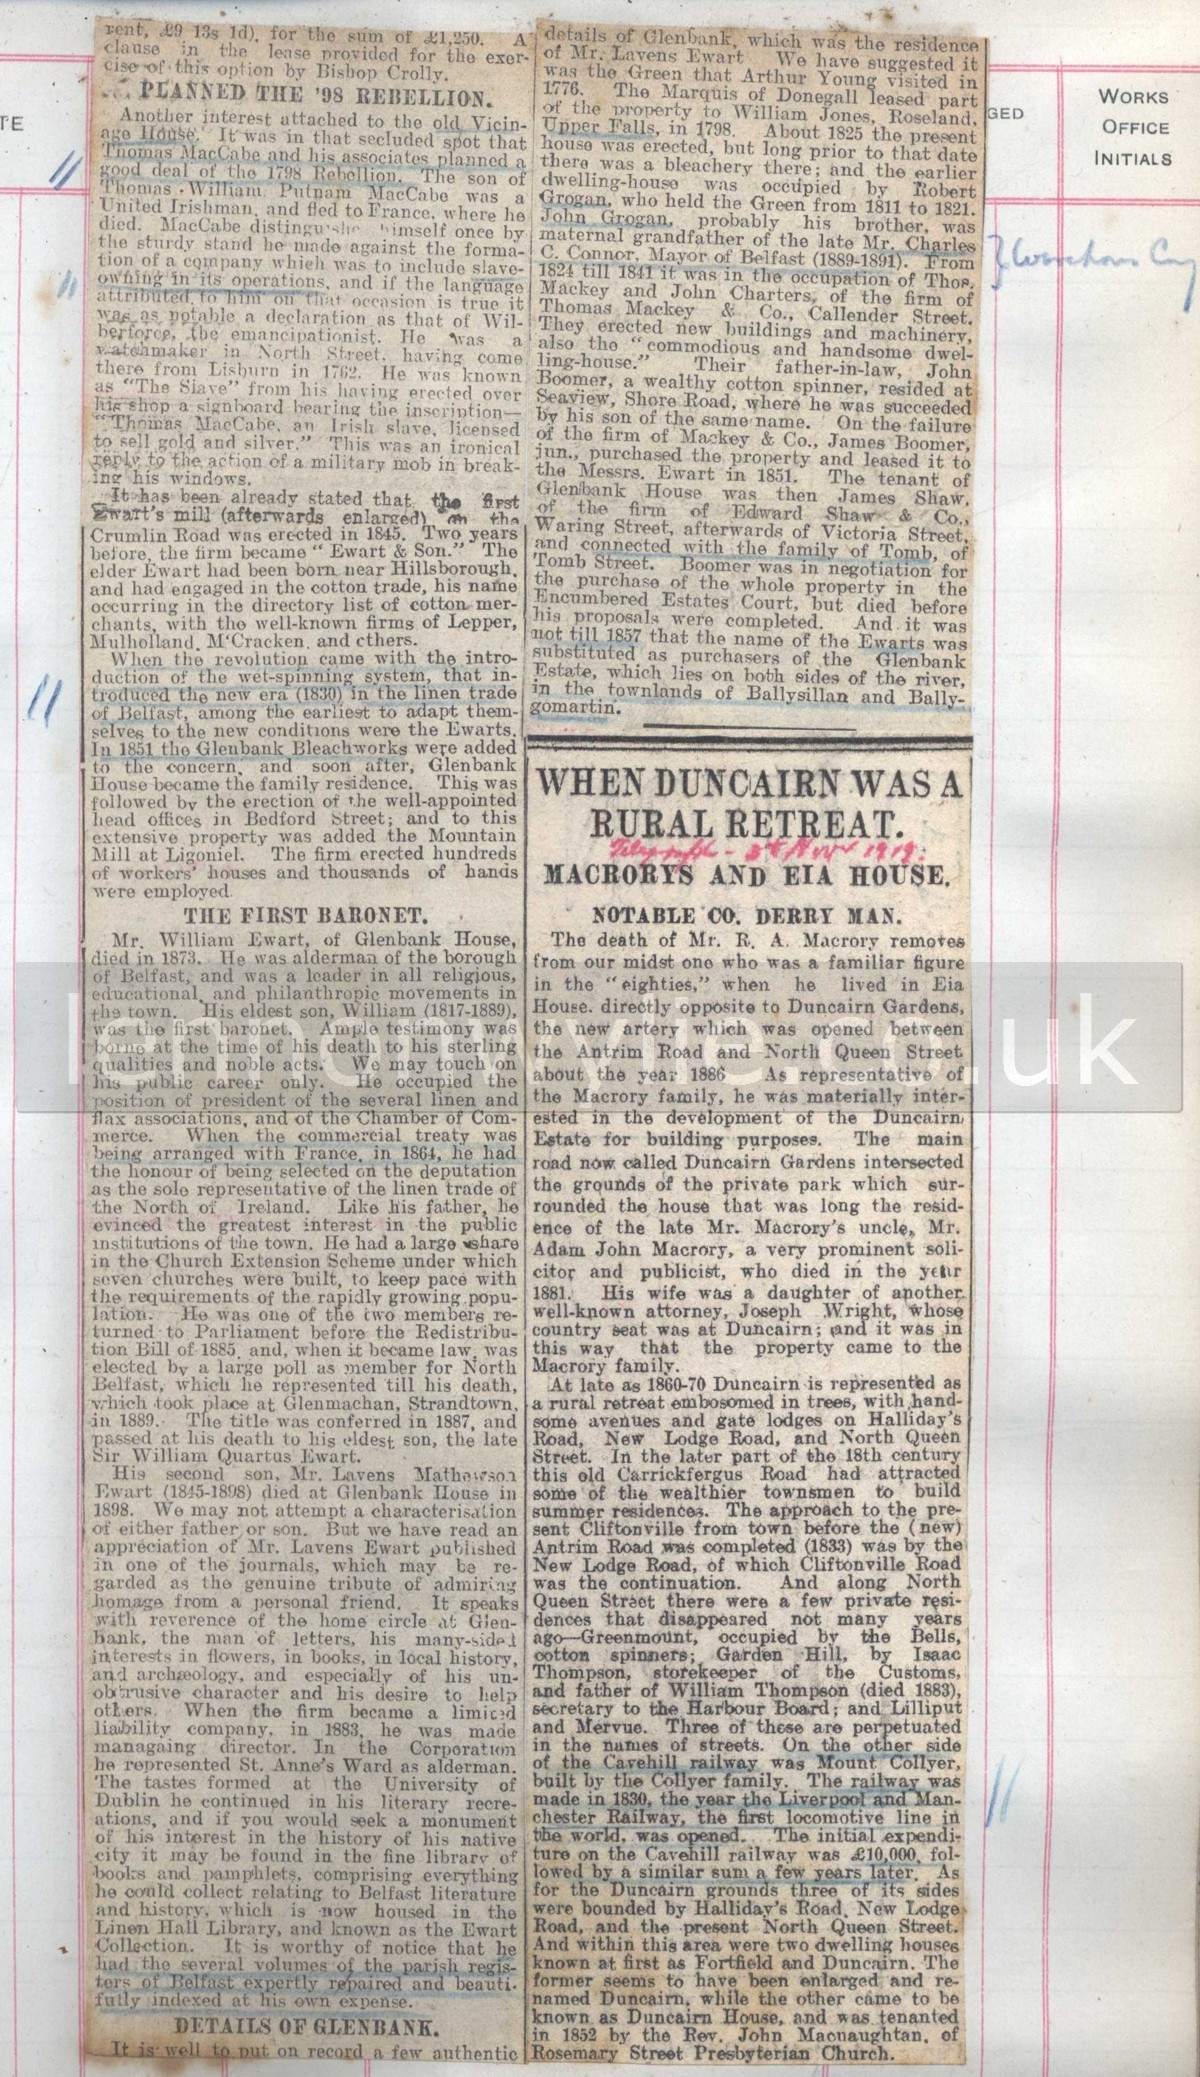 rent, £9 13s 1d), for the sum of £1,250. A
clause in the lease provided for the exer-
cise of this option by Bishop Crolly.
PLANNED THE '98 REBELLION.
Another interest attached to the old Vicin-
age House. It was in that secluded spot that
Thomas MacCabe and his associates planned a
good deal of the 1798 Rebellion. The son of
Thomas William Putnam MacCabe was a
United Irishman, and fled to France, where he
died. MacCabe distinguishe himself once by
the sturdy stand he made against the forma-
tion of a company which was to include slave-
owning in its operations, and if the language
attributed to him on that occasion is true it
was as notable a declaration as that of Wil-
berforce, the emancipationist. He was a
watchmaker in North Street, having come
there from Lisburn in 1762. He was known
as "The Slave" from his having erected over
his shop a signboard bearing the inscription—
"Thomas MacCabe, an Irish slave, licensed
to sell gold and silver." This was an ironical
reply to the action of a military mob in break-
ing his windows.
It has been already stated that the first
Ewart's mill (afterwards enlarged) on the
Crumlin Road was erected in 1845. Two years
before, the firm became "Ewart & Son." The
elder Ewart had been born near Hillsborough,
and had engaged in the cotton trade, his name
occurring in the directory list of cotton mer-
chants, with the well-known firms of Lepper,
Mulholland, M'Cracken, and others.
When the revolution came with the intro-
duction of the wet-spinning system, that in-
troduced the new era (1830) in the linen trade
of Belfast, among the earliest to adapt them-
selves to the new conditions were the Ewarts.
In 1851 the Glenbank Bleachworks were added
to the concern, and soon after, Glenbank
House became the family residence. This was
followed by the erection of the well-appointed
head offices in Bedford Street; and to this
extensive property was added the Mountain
Mill at Ligoniel. The firm erected hundreds
of workers' houses and thousands of hands
were employed.
THE FIRST BARONET.
Mr. William Ewart, of Glenbank House,
died in 1873. He was alderman of the borough
of Belfast, and was a leader in all religious,
educational, and philanthropic movements in
the town. His eldest son, William (1817-1889),
was the first baronet. Ample testimony was
borne at the time of his death to his sterling
qualities and noble acts. We may touch on
his public career only. He occupied the
position of president of the several linen and
flax associations, and of the Chamber of Com-
merce. When the commercial treaty was
being arranged with France, in 1864, he had
the honour of being selected on the deputation
as the sole representative of the linen trade of
the North of Ireland. Like his father, he
evinced the greatest interest in the public
institutions of the town. He had a large share
in the Church Extension Scheme under which
seven churches were built, to keep pace with
the requirements of the rapidly growing popu-
lation. He was one of the two members re-
turned to Parliament before the Redistribu-
tion Bill of 1885, and, when it became law, was
elected by a large poll as member for North
Belfast, which he represented till his death,
which took place at Glenmachan, Strandtown,
in 1889. The title was conferred in 1887, and
passed at his death to his eldest son, the late
Sir William Quartus Ewart.
His second son, Mr. Lavens Mathewson
Ewart (1845-1898) died at Glenbank House in
1898. We may not attempt a characterisation
of either father or son. But we have read an
appreciation of Mr. Lavens Ewart published
in one of the journals, which may be re-
garded as the genuine tribute of admiring
homage from a personal friend. It speaks
with reverence of the home circle at Glen-
bank, the man of letters, his many-sided
interests in flowers, in books, in local history,
and archæology, and especially of his un-
obtrusive character and his desire to help
others. When the firm became a limited
liability company, in 1883, he was made
managaing director. In the Corporation
he represented St. Anne's Ward as alderman.
The tastes formed at the University of
Dublin he continued in his literary recre-
ations, and if you would seek a monument
of his interest in the history of his native
city it may be found in the fine library of
books and pamphlets, comprising everything
he could collect relating to Belfast literature
and history, which is now housed in the
Linen Hall Library, and known as the Ewart
Collection. It is worthy of notice that he
had the several volumes of the parish regis-
ters of Belfast expertly repaired and beauti-
fully indexed at his own expense.
DETAILS OF GLENBANK.
It is well to put on record a few authentic
details of Glenbank, which was the residence
of Mr. Lavens Ewart We have suggested it
was the Green that Arthur Young visited in
1776. The Marquis of Donegall leased part
of the property to William Jones, Roseland,
Upper Falls, in 1798. About 1825 the present
house was erected, but long prior to that date
there was a bleachery there; and the earlier
dwelling-house was occupied by Robert
Grogan, who held the Green from 1811 to 1821.
John Grogan, probably his brother, was
maternal grandfather of the late Mr. Charles
C. Connor, Mayor of Belfast (1889-1891). From
1824 till 1841 it was in the occupation of Thos.
Mackey and John Charters, of the firm of
Thomas Mackey & Co., Callender Street.
They erected new buildings and machinery,
also the "commodious and handsome dwel-
ling-house." Their father-in-law, John
Boomer, a wealthy cotton spinner, resided at
Seaview, Shore Road, where he was succeeded
by his son of the same name. On the failure
of the firm of Mackey & Co., James Boomer,
jun., purchased the property and leased it to
the Messrs. Ewart in 1851. The tenant of
Glenbank House was then James Shaw,
of the firm of Edward Shaw & Co.,
Waring Street, afterwards of Victoria Street,
and connected with the family of Tomb, of
Tomb Street. Boomer was in negotiation for
the purchase of the whole property in the
Encumbered Estates Court, but died before
his proposals were completed. And it was
not till 1857 that the name of the Ewarts was
substituted as purchasers of the Glenbank
Estate, which lies on both sides of the river,
in the townlands of Ballysillan and Bally-
gomartin.
WHEN DUNCAIRN WAS A
RURAL RETREAT.
Telegraph - Novr 1919.
MACRORYS AND EIA HOUSE.
NOTABLE CO. DERRY MAN.
The death of Mr. R. A. Macrory removes
from our midst one who was a familiar figure
in the "eighties," when he lived in Eia
House, directly opposite to Duncairn Gardens,
the new artery which was opened between
the Antrim Road and North Queen Street
about the year 1886 As representative of
the Macrory family, he was materially inter-
ested in the development of the Duncairn
Estate for building purposes. The main
road now called Duncairn Gardens intersected
the grounds of the private park which sur-
rounded the house that was long the resid-
ence of the late Mr. Macrory's uncle, Mr.
Adam John Macrory, a very prominent soli-
citor and publicist, who died in the year
1881. His wife was a daughter of another
well-known attorney, Joseph Wright, whose
country seat was at Duncairn; and it was in
this way that the property came to the
Macrory family.
At late as 1860-70 Duncairn is represented as
a rural retreat embosomed in trees, with hand-
some avenues and gate lodges on Halliday's
Road, New Lodge Road, and North Queen
Street. In the later part of the 18th century
this old Carrickfergus Road had attracted
some of the wealthier townsmen to build
summer residences. The approach to the pre-
sent Cliftonville from town before the (new)
Antrim Road was completed (1833) was by the
New Lodge Road, of which Cliftonville Road
was the continuation. And along North
Queen Street there were a few private resi-
dences that disappeared not many years
ago—Greenmount, occupied by the Bells,
cotton spinners; Garden Hill, by Isaac
Thompson, storekeeper of the Customs,
and father of William Thompson (died 1883),
secretary to the Harbour Board; and Lilliput
and Mervue. Three of these are perpetuated
in the names of streets. On the other side
of the Cavehill railway was Mount Collyer,
built by the Collyer family. The railway was
made in 1830, the year the Liverpool and Man-
chester Railway, the first locomotive line in
the world, was opened. The initial expendi-
ture on the Cavehill railway was £10,000, fol-
lowed by a similar sum a few years later. As
for the Duncairn grounds three of its sides
were bounded by Halliday's Road, New Lodge
Road, and the present North Queen Street.
And within this area were two dwelling houses
known at first as Fortfield and Duncairn. The
former seems to have been enlarged and re-
named Duncairn, while the other came to be
known as Duncairn House, and was tenanted
in 1852 by the Rev. John Macnaughtan, of
Rosemary Street Presbyterian Church.
TE
GED
WORKS
OFFICE
INITIALS